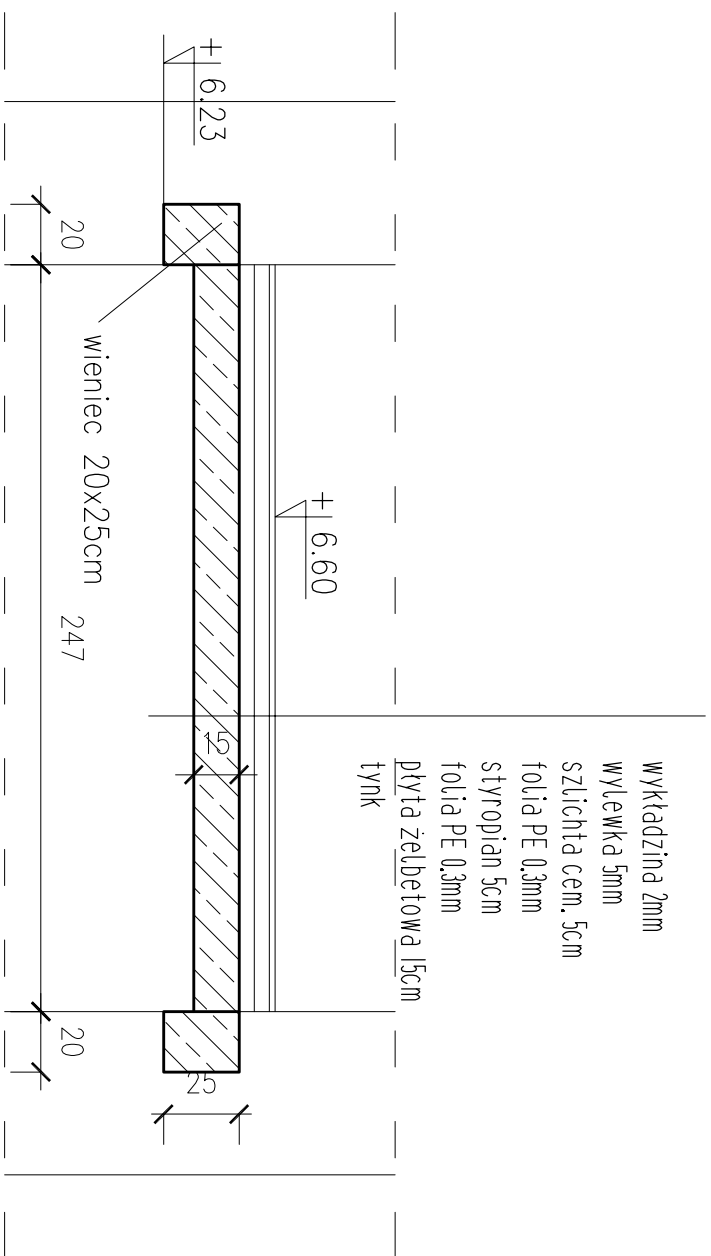 wykładzina 2mm
wylewka 5mm
szlichta cem. 5cm
folia PE 0.3mm
styropian 5cm
folia PE 0.3mm
płyta żelbetowa 15cm
tynk
+ 6.60
+ 6.23
15
25
wieniec 20x25cm
20
247
20